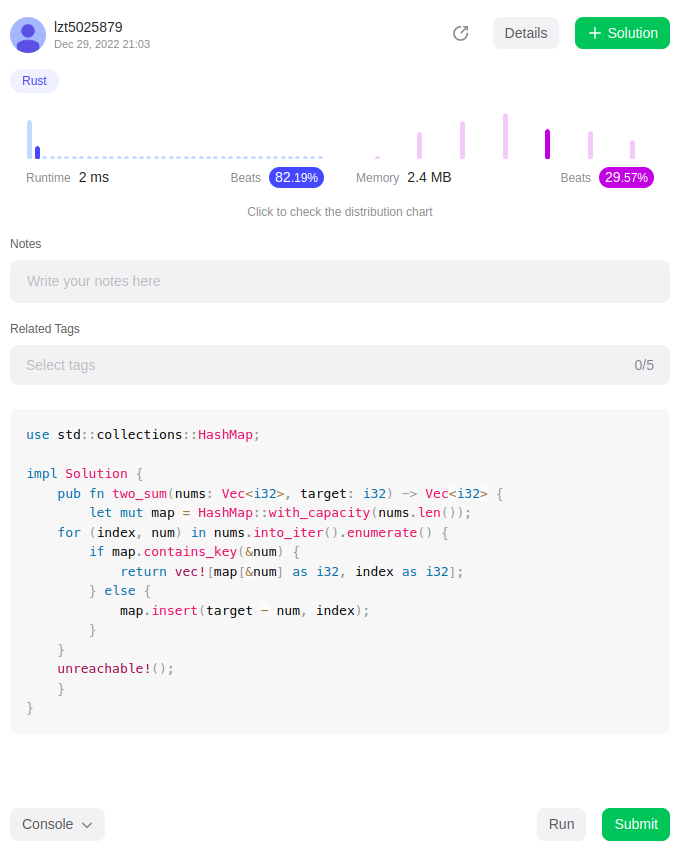 lzt5025879
Dec 29, 2022 21:03
Details
Solution
Rust
Runtime 2 ms Beats 82.19% Memory 2.4 MB Beats 29.57%
Click to check the distribution chart
Notes
Write your notes here
Related Tags
Select tags 0/5
use std::collections::HashMap;
impl Solution {
    pub fn two_sum(nums: Vec<i32>, target: i32) -> Vec<i32> {
        let mut map = HashMap::with_capacity(nums.len());
    for (index, num) in nums.into_iter().enumerate() {
        if map.contains_key(&num) {
            return vec![map[&num] as i32, index as i32];
        } else {
            map.insert(target - num, index);
        }
    }
    unreachable!();
    }
}
Console
Run
Submit